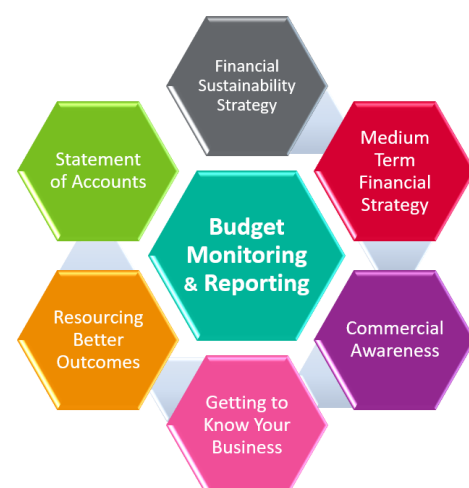 Financial
Sustainability
Strategy
Medium
Term
Financial
Strategy
Statement
of Accounts
Budget
Monitoring
& Reporting
Commercial
Awareness
Resourcing
Better
Outcomes
Getting to
Know Your
Business